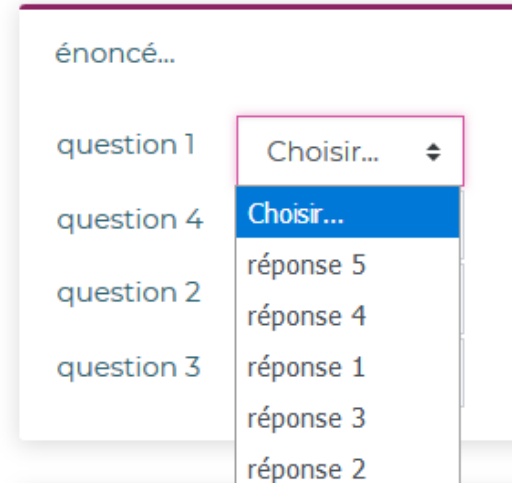 énoncé...
question 1
Choisir...
question 4
Choisir...
réponse 5
question 2
réponse 4
réponse 1
question 3
réponse 3
réponse 2